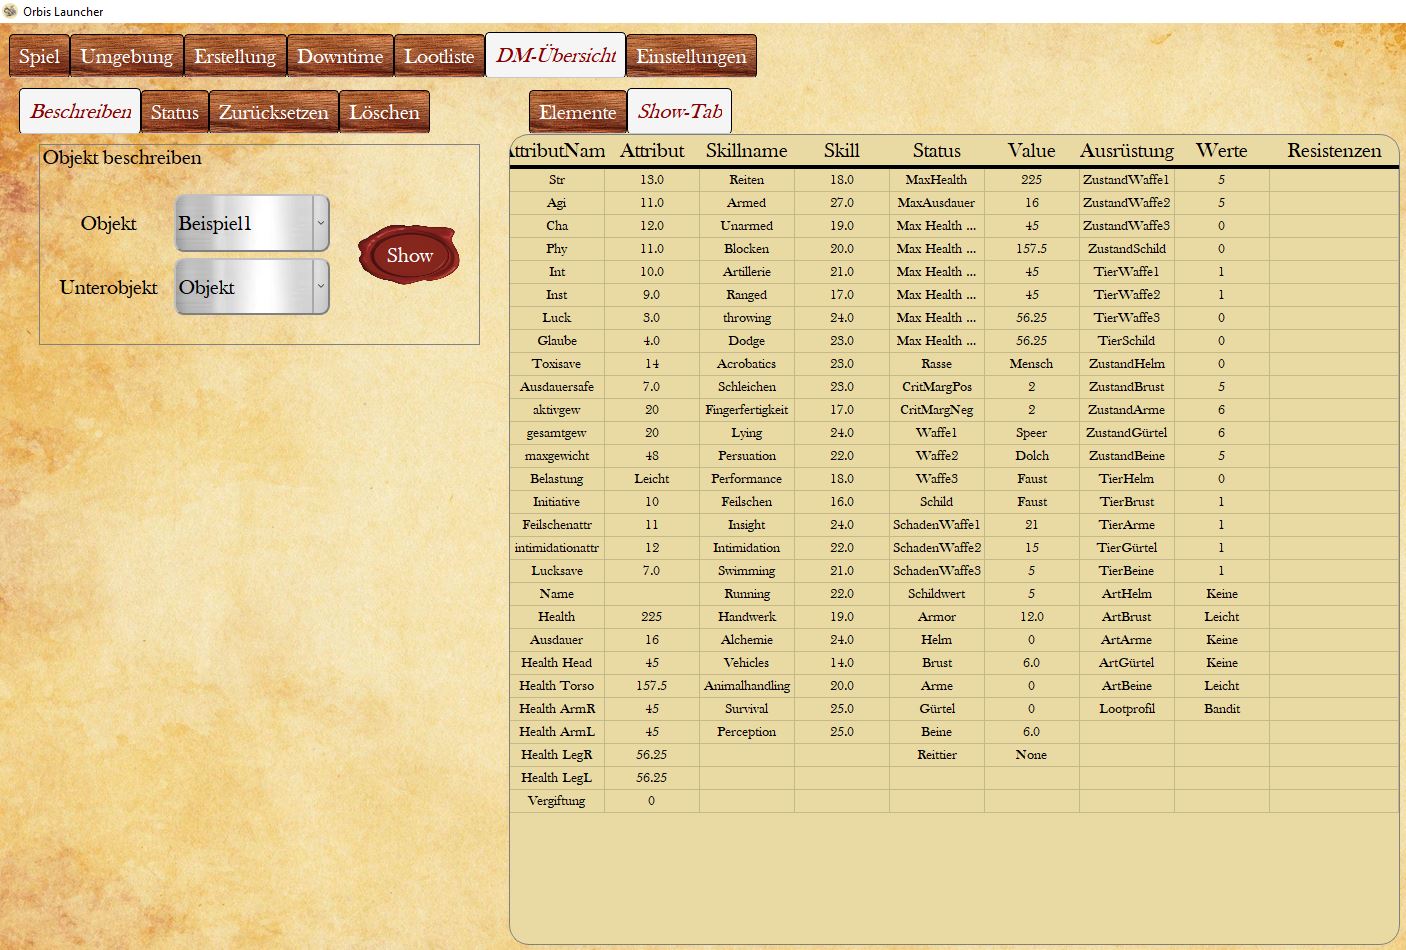 Orbis Launcher
Spiel Umgebung Erstellung Downtime Lootliste DM-Übersicht Einstellungen
Beschreiben Status Zurücksetzen Löschen Elemente Show-Tab
Objekt beschreiben
Objekt Beispiel1
Show
Unterobjekt Objekt
AttributNam Attribut Skillname Skill Status Value Ausrüstung Werte Resistenzen
Str 13.0 Reiten 18.0 MaxHealth 225 ZustandWaffe1 5
Agi 11.0 Armed 27.0 MaxAusdauer 16 ZustandWaffe2 5
Cha 12.0 Unarmed 19.0 Max Health ... 45 ZustandWaffe3 0
Phy 11.0 Blocken 20.0 Max Health ... 157.5 ZustandSchild 0
Int 10.0 Artillerie 21.0 Max Health ... 45 TierWaffe1 1
Inst 9.0 Ranged 17.0 Max Health ... 45 TierWaffe2 1
Luck 3.0 throwing 24.0 Max Health ... 56.25 TierWaffe3 0
Glaube 4.0 Dodge 23.0 Max Health ... 56.25 TierSchild 0
Toxisave 14 Acrobatics 23.0 Rasse Mensch ZustandHelm 0
Ausdauersafe 7.0 Schleichen 23.0 CritMargPos 2 ZustandBrust 5
aktivgew 20 Fingerfertigkeit 17.0 CritMargNeg 2 ZustandArme 6
gesamtgew 20 Lying 24.0 Waffe1 Speer ZustandGürtel 6
maxgewicht 48 Persuation 22.0 Waffe2 Dolch ZustandBeine 5
Belastung Leicht Performance 18.0 Waffe3 Faust TierHelm 0
Initiative 10 Feilschen 16.0 Schild Faust TierBrust 1
Feilschenattr 11 Insight 24.0 SchadenWaffe1 21 TierArme 1
intimidationattr 12 Intimidation 22.0 SchadenWaffe2 15 TierGürtel 1
Lucksave 7.0 Swimming 21.0 SchadenWaffe3 5 TierBeine 1
Name Running 22.0 Schildwert 5 ArtHelm Keine
Health 225 Handwerk 19.0 Armor 12.0 ArtBrust Leicht
Ausdauer 16 Alchemie 24.0 Helm 0 ArtArme Keine
Health Head 45 Vehicles 14.0 Brust 6.0 ArtGürtel Keine
Health Torso 157.5 Animalhandling 20.0 Arme 0 ArtBeine Leicht
Health ArmR 45 Survival 25.0 Gürtel 0 Lootprofil Bandit
Health ArmL 45 Perception 25.0 Beine 6.0
Health LegR 56.25 Reittier None
Health LegL 56.25
Vergiftung 0